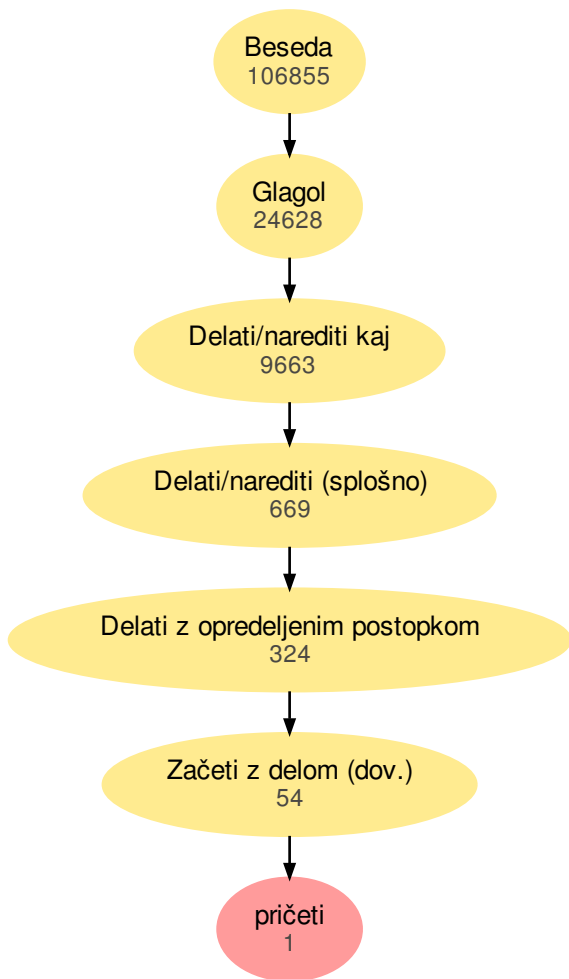 Beseda
106855
Glagol
24628
Delati/narediti kaj
9663
Delati/narediti (splošno)
669
Delati z opredeljenim postopkom
324
Začeti z delom (dov.)
54
pričeti
1